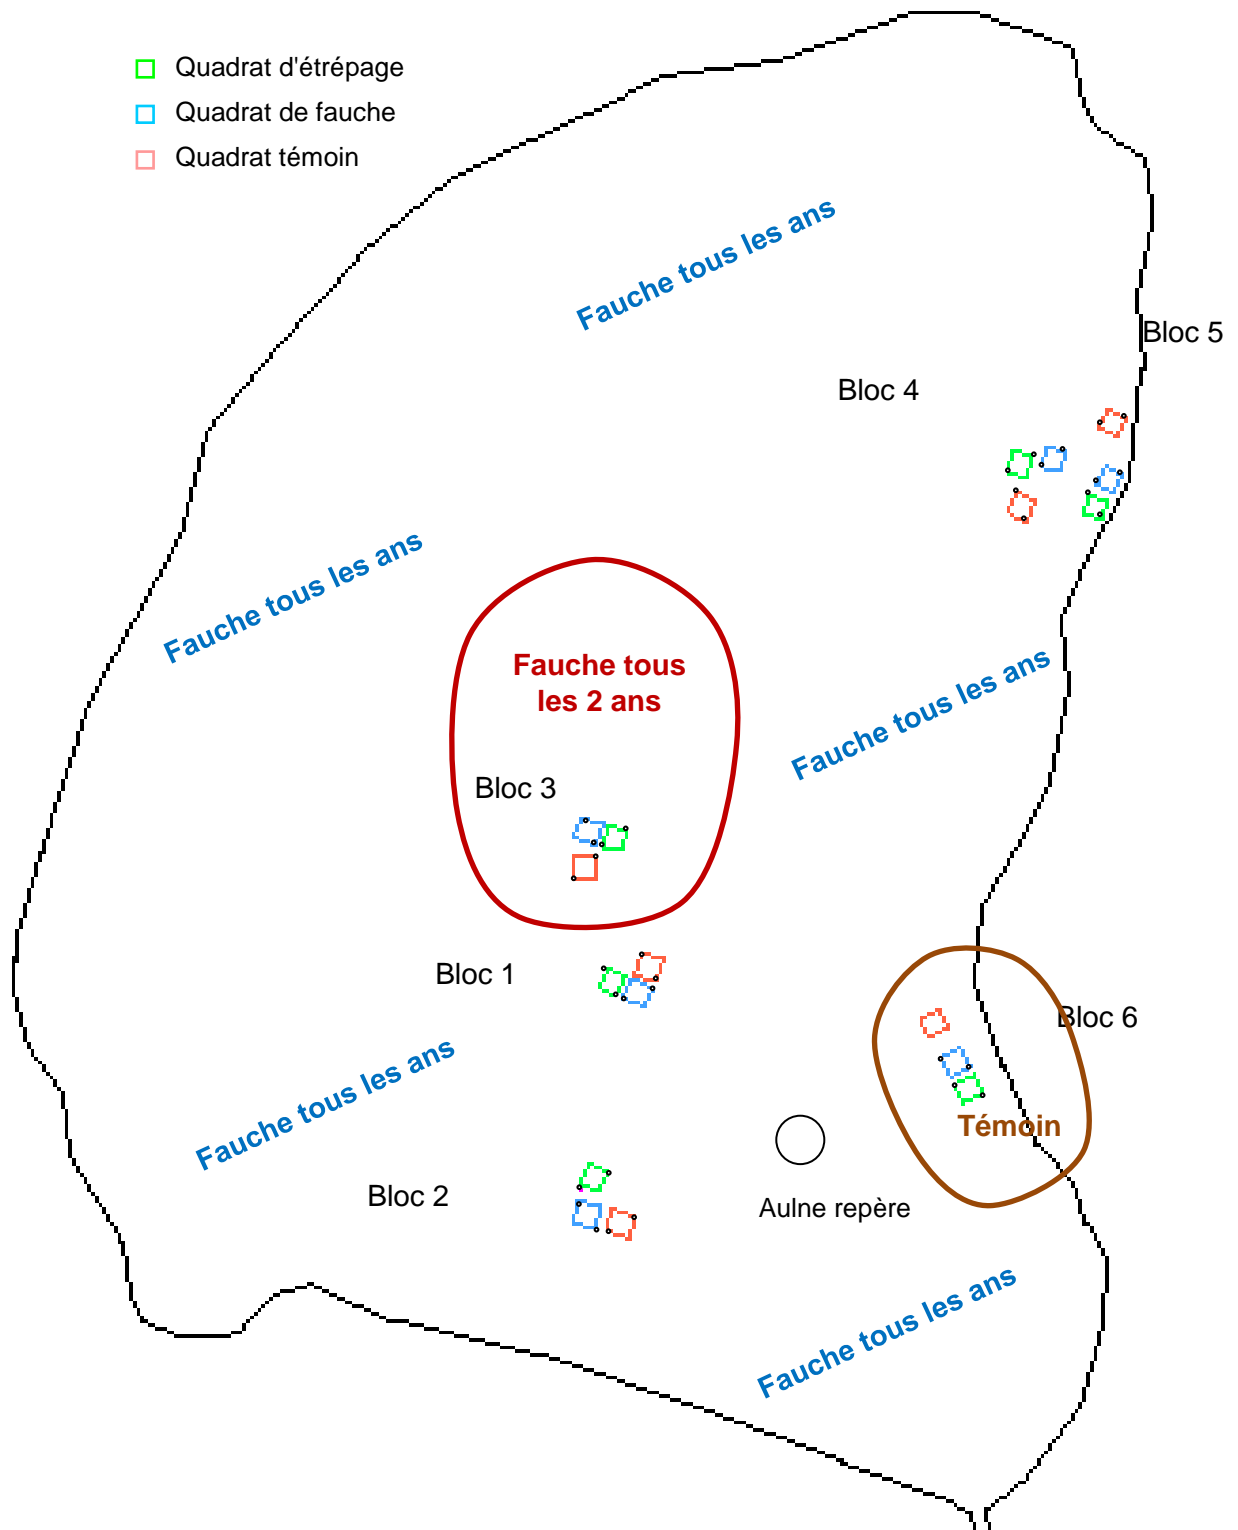 Quadrat d'étrépage
Quadrat de fauche
Quadrat témoin
Fauche tous les ans
Bloc 5
Bloc 4
Fauche tous les ans
Fauche tous
les 2 ans
Fauche tous les ans
Bloc 3
Bloc 1
Bloc 6
Fauche tous les ans
Témoin
Bloc 2
Aulne repère
Fauche tous les ans